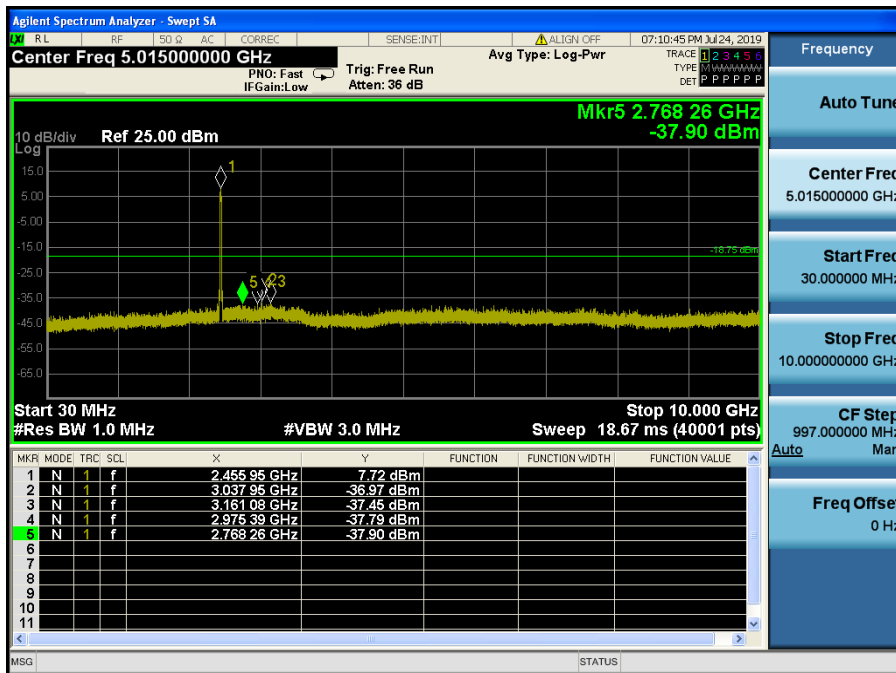 Agilent Spectrum Analyzer - Swept SA
LXI RL RF 50 Ω AC CORREC SENSE:INT ALIGN OFF 07:10:45 PM Jul 24, 2019
Center Freq 5.015000000 GHz
PNO: Fast
IFGain:Low
Trig: Free Run
Atten: 36 dB
Avg Type: Log-Pwr
TRACE 1 2 3 4 5 6
TYPE M W W W W W
DET P P P P P P
Mkr5 2.768 26 GHz
-37.90 dBm
10 dB/div Ref 25.00 dBm
Log
15.0
5.00
-5.00
-15.0
-25.0
-35.0
-45.0
-55.0
-65.0
1
-18.75 dBm
5 2 3
Start 30 MHz Stop 10.000 GHz
#Res BW 1.0 MHz #VBW 3.0 MHz Sweep 18.67 ms (40001 pts)
MKR MODE TRC SCL X Y FUNCTION FUNCTION WIDTH FUNCTION VALUE
1 N 1 f 2.455 95 GHz 7.72 dBm
2 N 1 f 3.037 95 GHz -36.97 dBm
3 N 1 f 3.161 08 GHz -37.45 dBm
4 N 1 f 2.975 39 GHz -37.79 dBm
5 N 1 f 2.768 26 GHz -37.90 dBm
6
7
8
9
10
11
MSG STATUS
Frequency
Auto Tune
Center Freq
5.015000000 GHz
Start Freq
30.000000 MHz
Stop Freq
10.000000000 GHz
CF Step
997.000000 MHz
Auto Man
Freq Offset
0 Hz